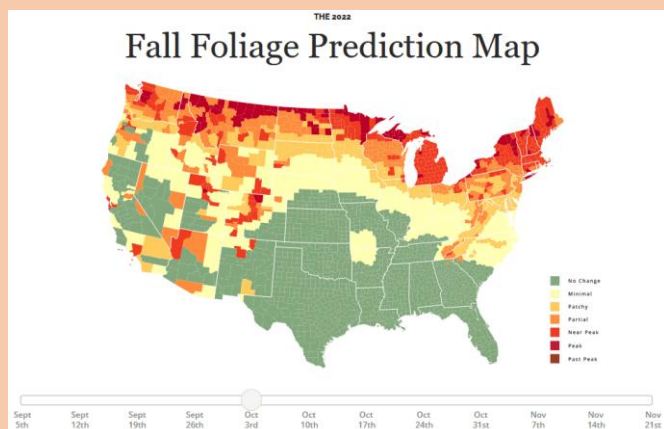 THE 2022
Fall Foliage Prediction Map
No Change
Minimal
Patchy
Partial
Near Peak
Peak
Past Peak
Sept 5th
Sept 12th
Sept 19th
Sept 26th
Oct 3rd
Oct 10th
Oct 17th
Oct 24th
Oct 31st
Nov 7th
Nov 14th
Nov 21st